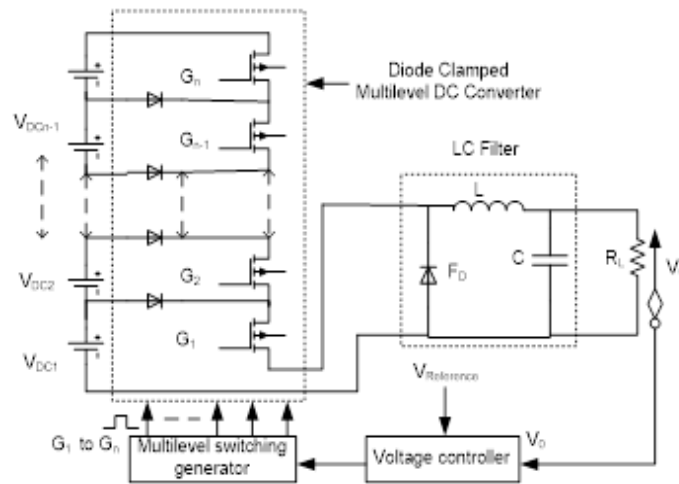 Gn
Diode Clamped
Multilevel DC Converter
VDCn-1
Gn-1
LC Filter
L
G2
FD
C
RL
V
VDC2
G1
VDC1
VReference
G1 to Gn
Multilevel switching
generator
Voltage controller
V0